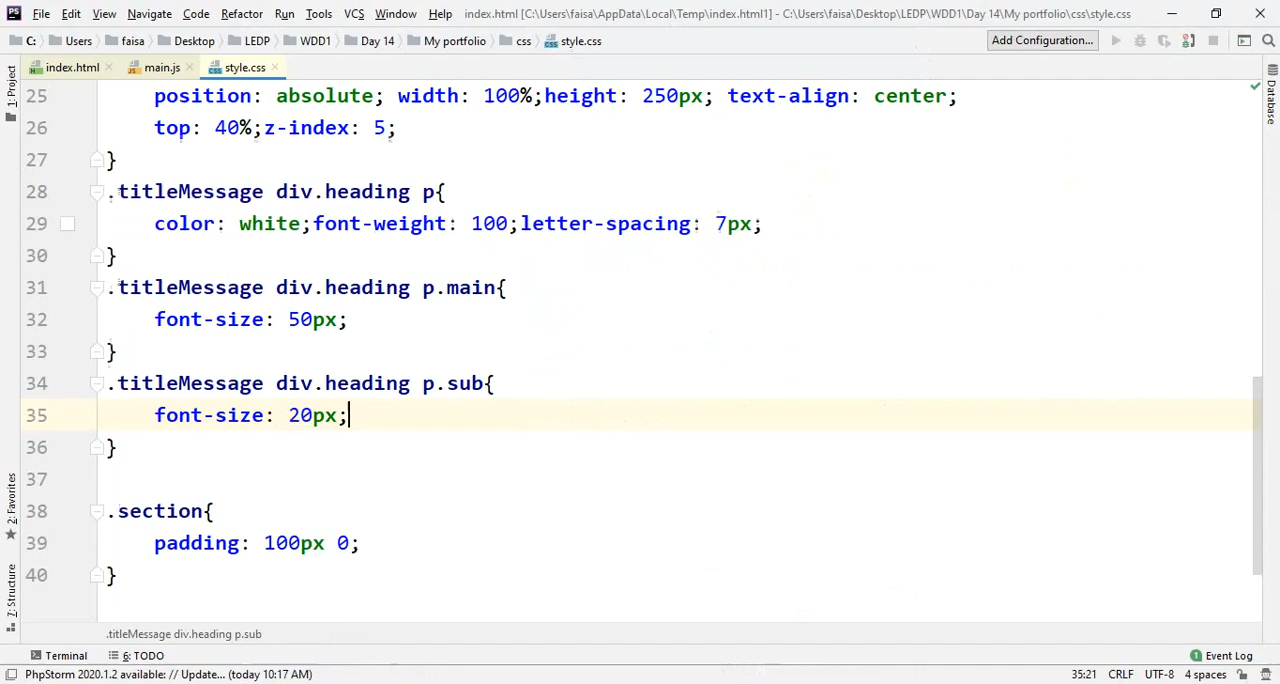 PS File Edit View Navigate Code Refactor Run Tools VCS Window Help index.html [C:\Users\faisa\AppData\Local\Temp\index.html1] - C:\Users\faisa\Desktop\LEDP\WDD1\Day 14\My portfolio\css\style.css]
C: Users faisa Desktop LEDP WDD1 Day 14 My portfolio css style.css Add Configuration...
index.html main.js style.css
1: Project
Database
25 position: absolute; width: 100%;height: 250px; text-align: center;
26 top: 40%;z-index: 5;
27 }
28 .titleMessage div.heading p{
29 color: white;font-weight: 100;letter-spacing: 7px;
30 }
31 .titleMessage div.heading p.main{
32 font-size: 50px;
33 }
34 .titleMessage div.heading p.sub{
35 font-size: 20px;
36 }
37
38 .section{
39 padding: 100px 0;
40 }
2: Favorites
Z: Structure
.titleMessage div.heading p.sub
Terminal 6: TODO 1 Event Log
PhpStorm 2020.1.2 available: // Update... (today 10:17 AM) 35:21 CRLF UTF-8 4 spaces